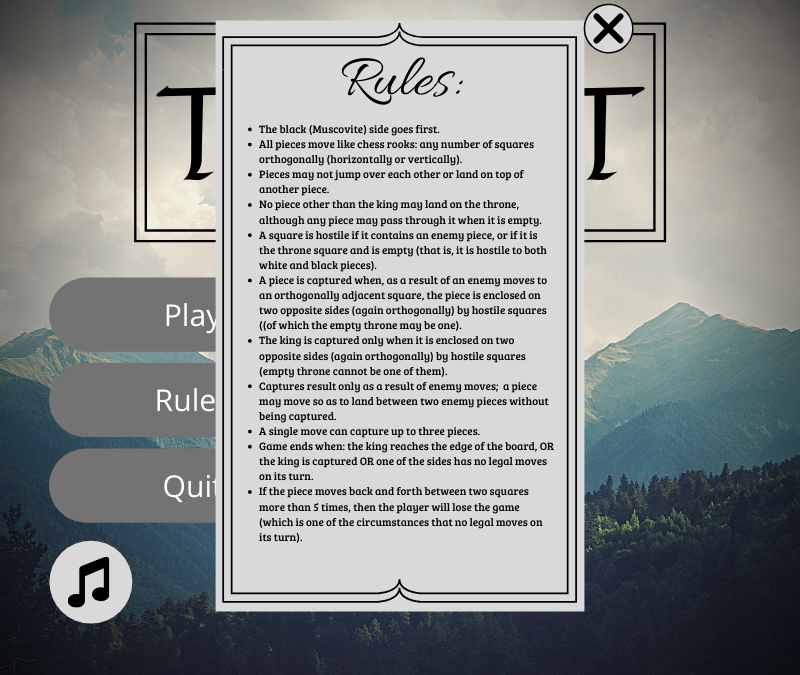 T T
Rules:
• The black (Muscovite) side goes first.
• All pieces move like chess rooks: any number of squares
orthogonally (horizontally or vertically).
• Pieces may not jump over each other or land on top of
another piece.
• No piece other than the king may land on the throne,
although any piece may pass through it when it is empty.
• A square is hostile if it contains an enemy piece, or if it is
the throne square and is empty (that is, it is hostile to both
white and black pieces).
• A piece is captured when, as a result of an enemy moves to
an orthogonally adjacent square, the piece is enclosed on
two opposite sides (again orthogonally) by hostile squares
((of which the empty throne may be one).
• The king is captured only when it is enclosed on two
opposite sides (again orthogonally) by hostile squares
(empty throne cannot be one of them).
• Captures result only as a result of enemy moves; a piece
may move so as to land between two enemy pieces without
being captured.
• A single move can capture up to three pieces.
• Game ends when: the king reaches the edge of the board, OR
the king is captured OR one of the sides has no legal moves
on its turn.
• If the piece moves back and forth between two squares
more than 5 times, then the player will lose the game
(which is one of the circumstances that no legal moves on
its turn).
Play
Rule
Quit